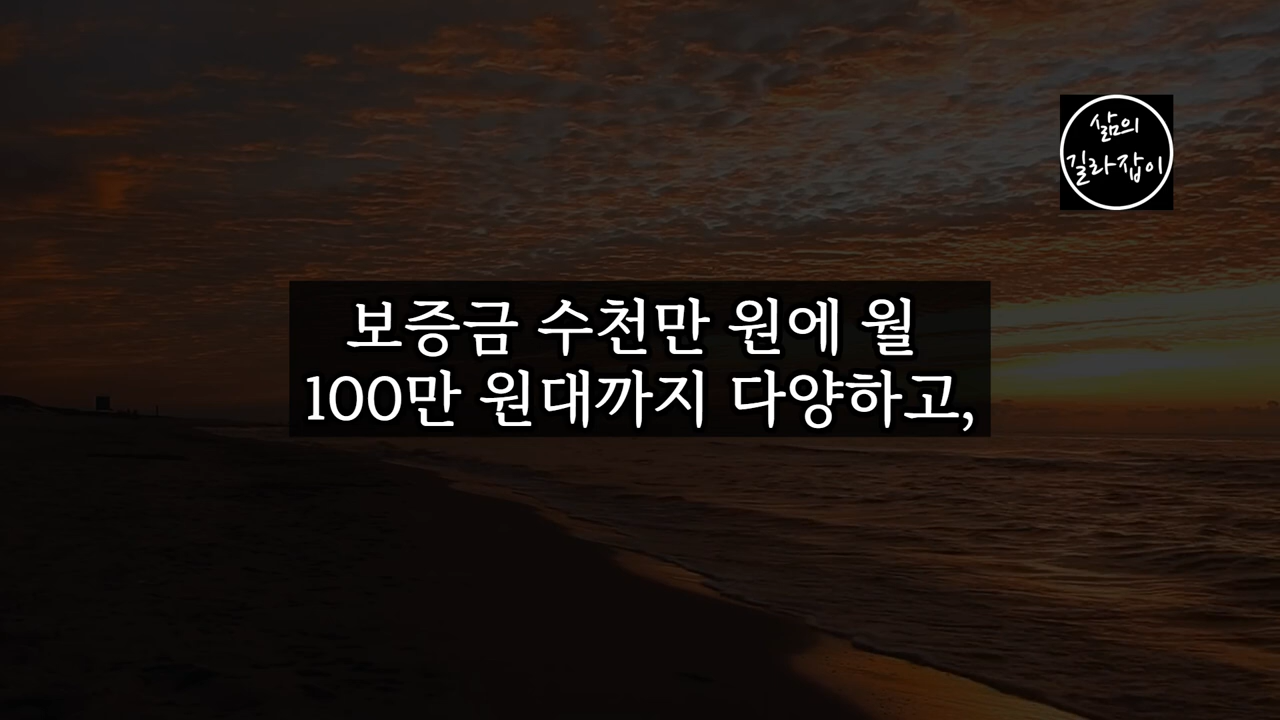 삶의
길라잡이
보증금 수천만 원에 월
100만 원대까지 다양하고,